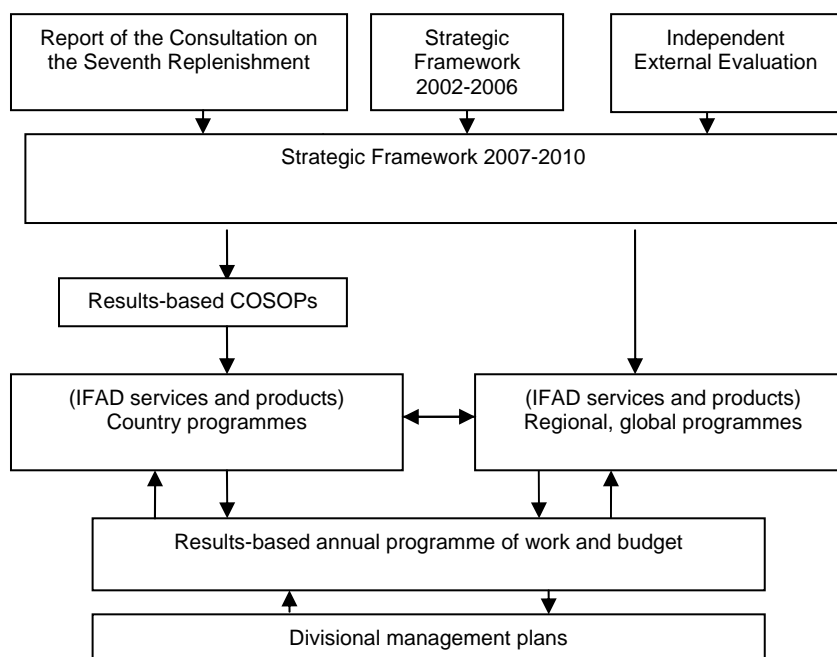 Report of the Consultation on
the Seventh Replenishment
Strategic
Framework
2002-2006
Independent
External Evaluation
Strategic Framework 2007-2010
Results-based COSOPs
(IFAD services and products)
Country programmes
(IFAD services and products)
Regional, global programmes
Results-based annual programme of work and budget
Divisional management plans